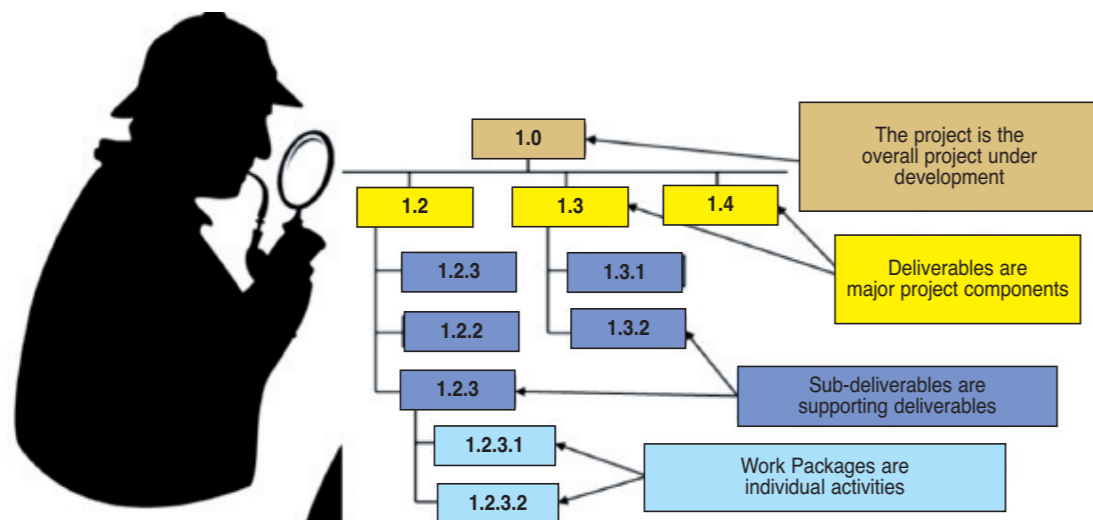 1.0
The project is the
overall project under
development
1.2
1.3
1.4
1.2.3
1.3.1
Deliverables are
major project components
1.2.2
1.3.2
1.2.3
Sub-deliverables are
supporting deliverables
1.2.3.1
Work Packages are
individual activities
1.2.3.2